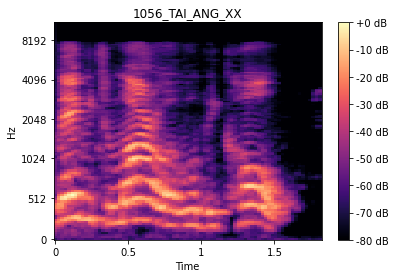 1056_TAI_ANG_XX
+0 dB
8192
-10 dB
4096
-20 dB
-30 dB
2048
Hz
-40 dB
1024
-50 dB
512
-60 dB
-70 dB
0
-80 dB
0
0.5
1
1.5
Time